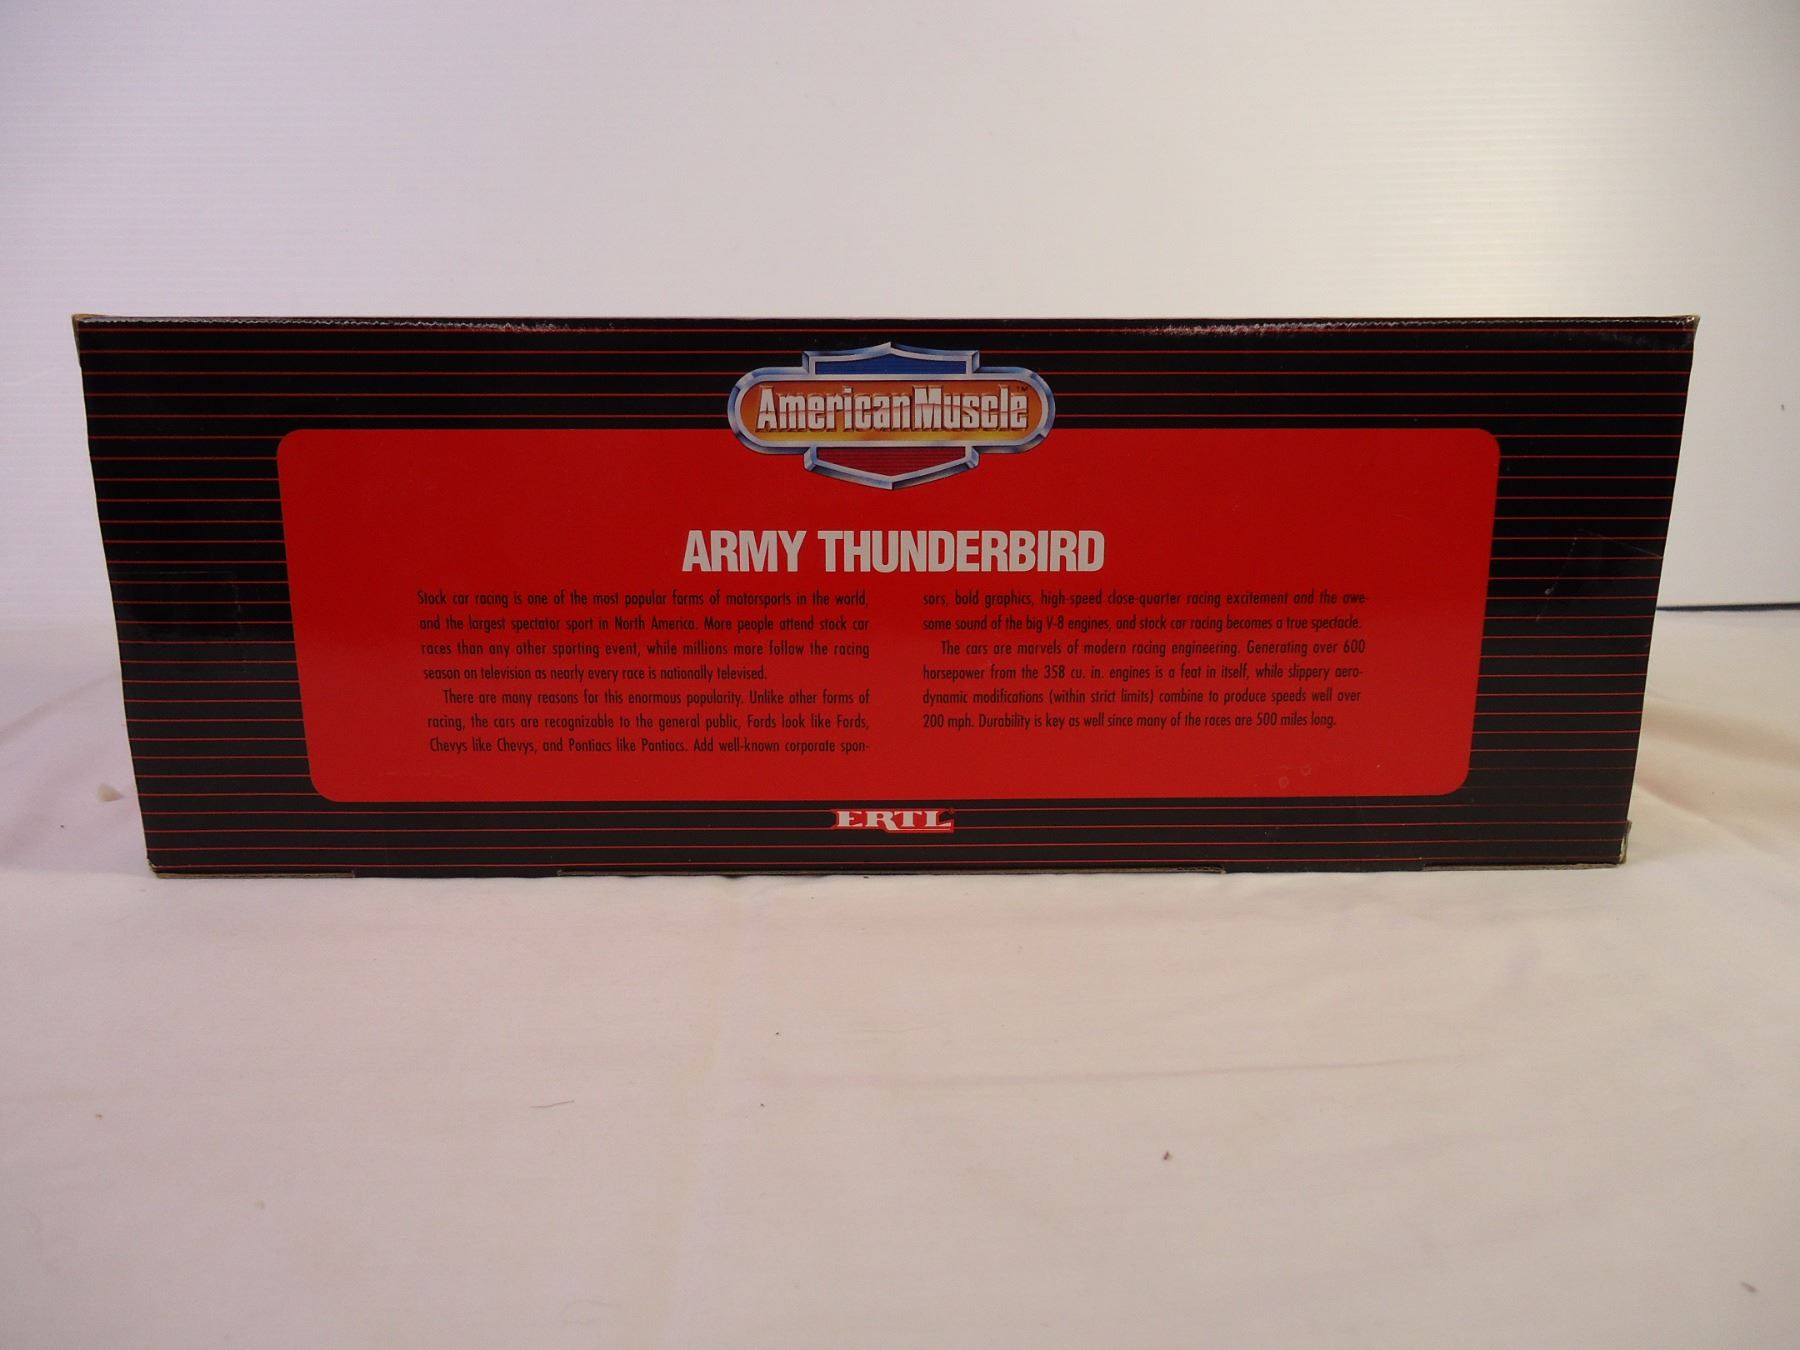 AmericanMuscle™
ARMY THUNDERBIRD
Stock car racing is one of the most popular forms of motorsports in the world,
and the largest spectator sport in North America. More people attend stock car
races than any other sporting event, while millions more follow the racing
season on television as nearly every race is nationally televised.
There are many reasons for this enormous popularity. Unlike other forms of
racing, the cars are recognizable to the general public, Fords look like Fords,
Chevys like Chevys, and Pontiacs like Pontiacs. Add well-known corporate spon-
sors, bold graphics, high-speed close-quarter racing excitement and the awe-
some sound of the big V-8 engines, and stock car racing becomes a true spectacle.
The cars are marvels of modern racing engineering. Generating over 600
horsepower from the 358 cu. in. engines is a feat in itself, while slippery aero-
dynamic modifications (within strict limits) combine to produce speeds well over
200 mph. Durability is key as well since many of the races are 500 miles long.
ERTL